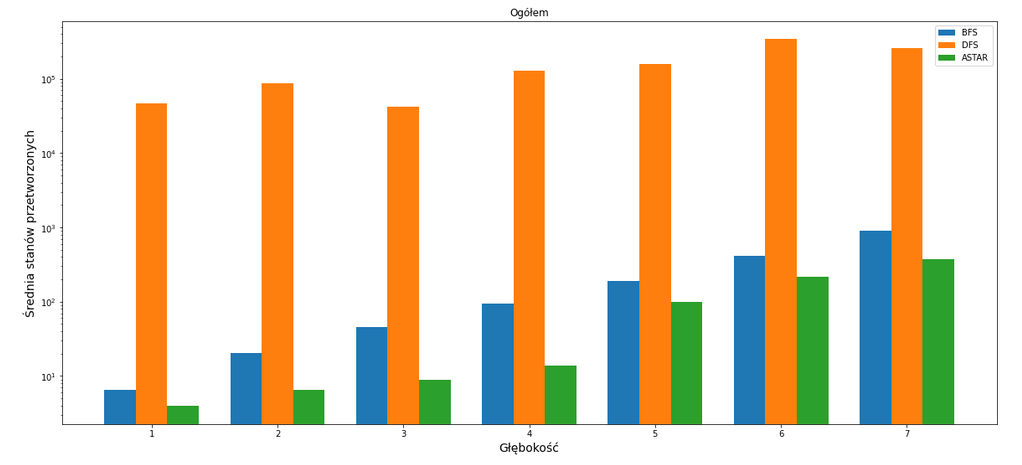 Ogółem
BFS
DFS
ASTAR
Średnia stanów przetworzonych
10⁵
10⁴
10³
10²
10¹
1 2 3 4 5 6 7
Głębokość